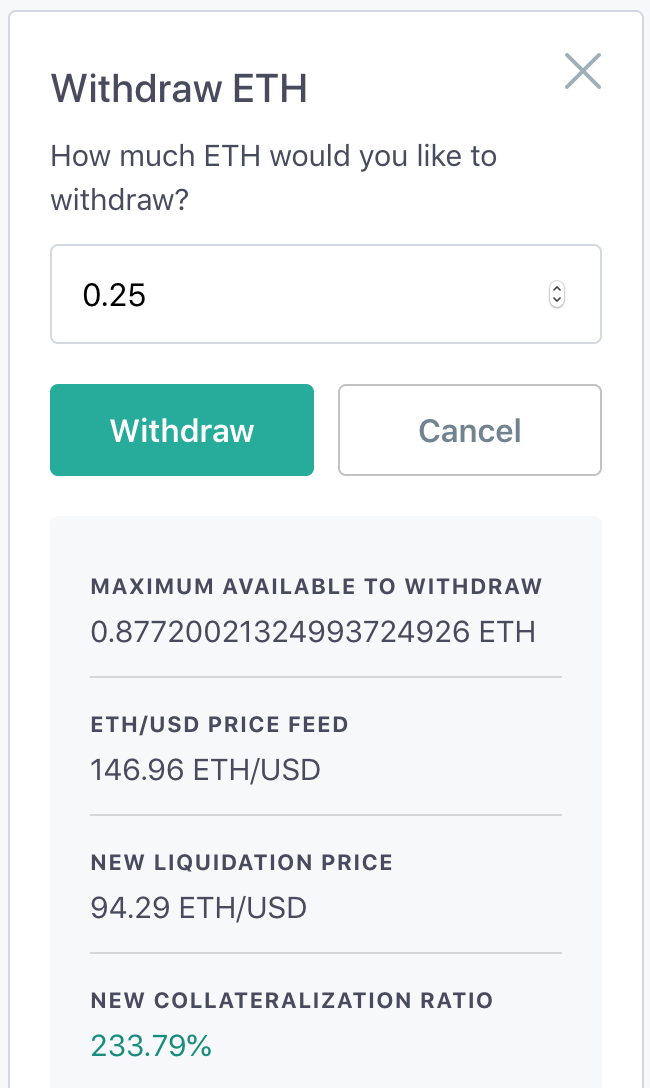 Withdraw ETH
How much ETH would you like to
withdraw?
0.25
Withdraw
Cancel
MAXIMUM AVAILABLE TO WITHDRAW
0.87720021324993724926 ETH
ETH/USD PRICE FEED
146.96 ETH/USD
NEW LIQUIDATION PRICE
94.29 ETH/USD
NEW COLLATERALIZATION RATIO
233.79%